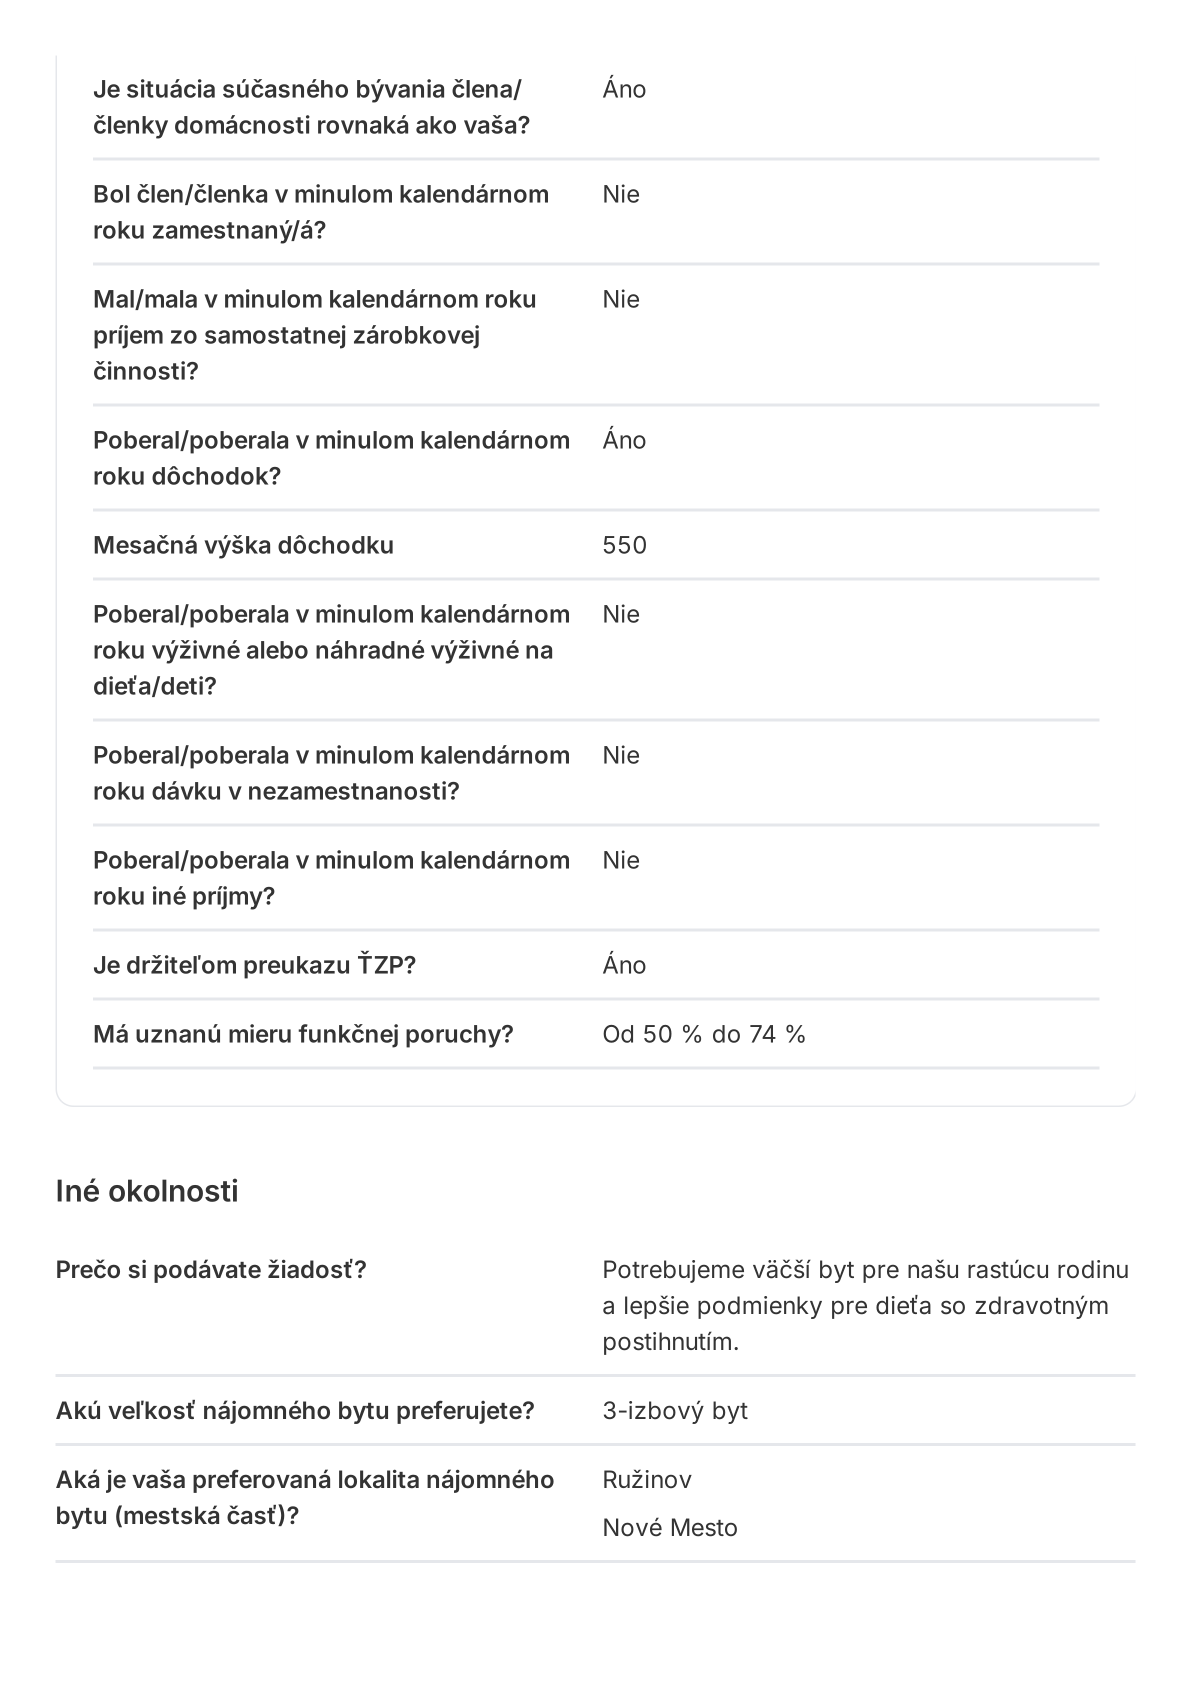 Je situácia súčasného bývania člena/
členky domácnosti rovnaká ako vaša?
Áno
Bol člen/členka v minulom kalendárnom
roku zamestnaný/á?
Nie
Mal/mala v minulom kalendárnom roku
príjem zo samostatnej zárobkovej
činnosti?
Nie
Poberal/poberala v minulom kalendárnom
roku dôchodok?
Áno
Mesačná výška dôchodku
550
Poberal/poberala v minulom kalendárnom
roku výživné alebo náhradné výživné na
dieťa/deti?
Nie
Poberal/poberala v minulom kalendárnom
roku dávku v nezamestnanosti?
Nie
Poberal/poberala v minulom kalendárnom
roku iné príjmy?
Nie
Je držiteľom preukazu ŤZP?
Áno
Má uznanú mieru funkčnej poruchy?
Od 50 % do 74 %
Iné okolnosti
Prečo si podávate žiadosť?
Potrebujeme väčší byt pre našu rastúcu rodinu
a lepšie podmienky pre dieťa so zdravotným
postihnutím.
Akú veľkosť nájomného bytu preferujete?
3-izbový byt
Aká je vaša preferovaná lokalita nájomného
bytu (mestská časť)?
Ružinov
Nové Mesto